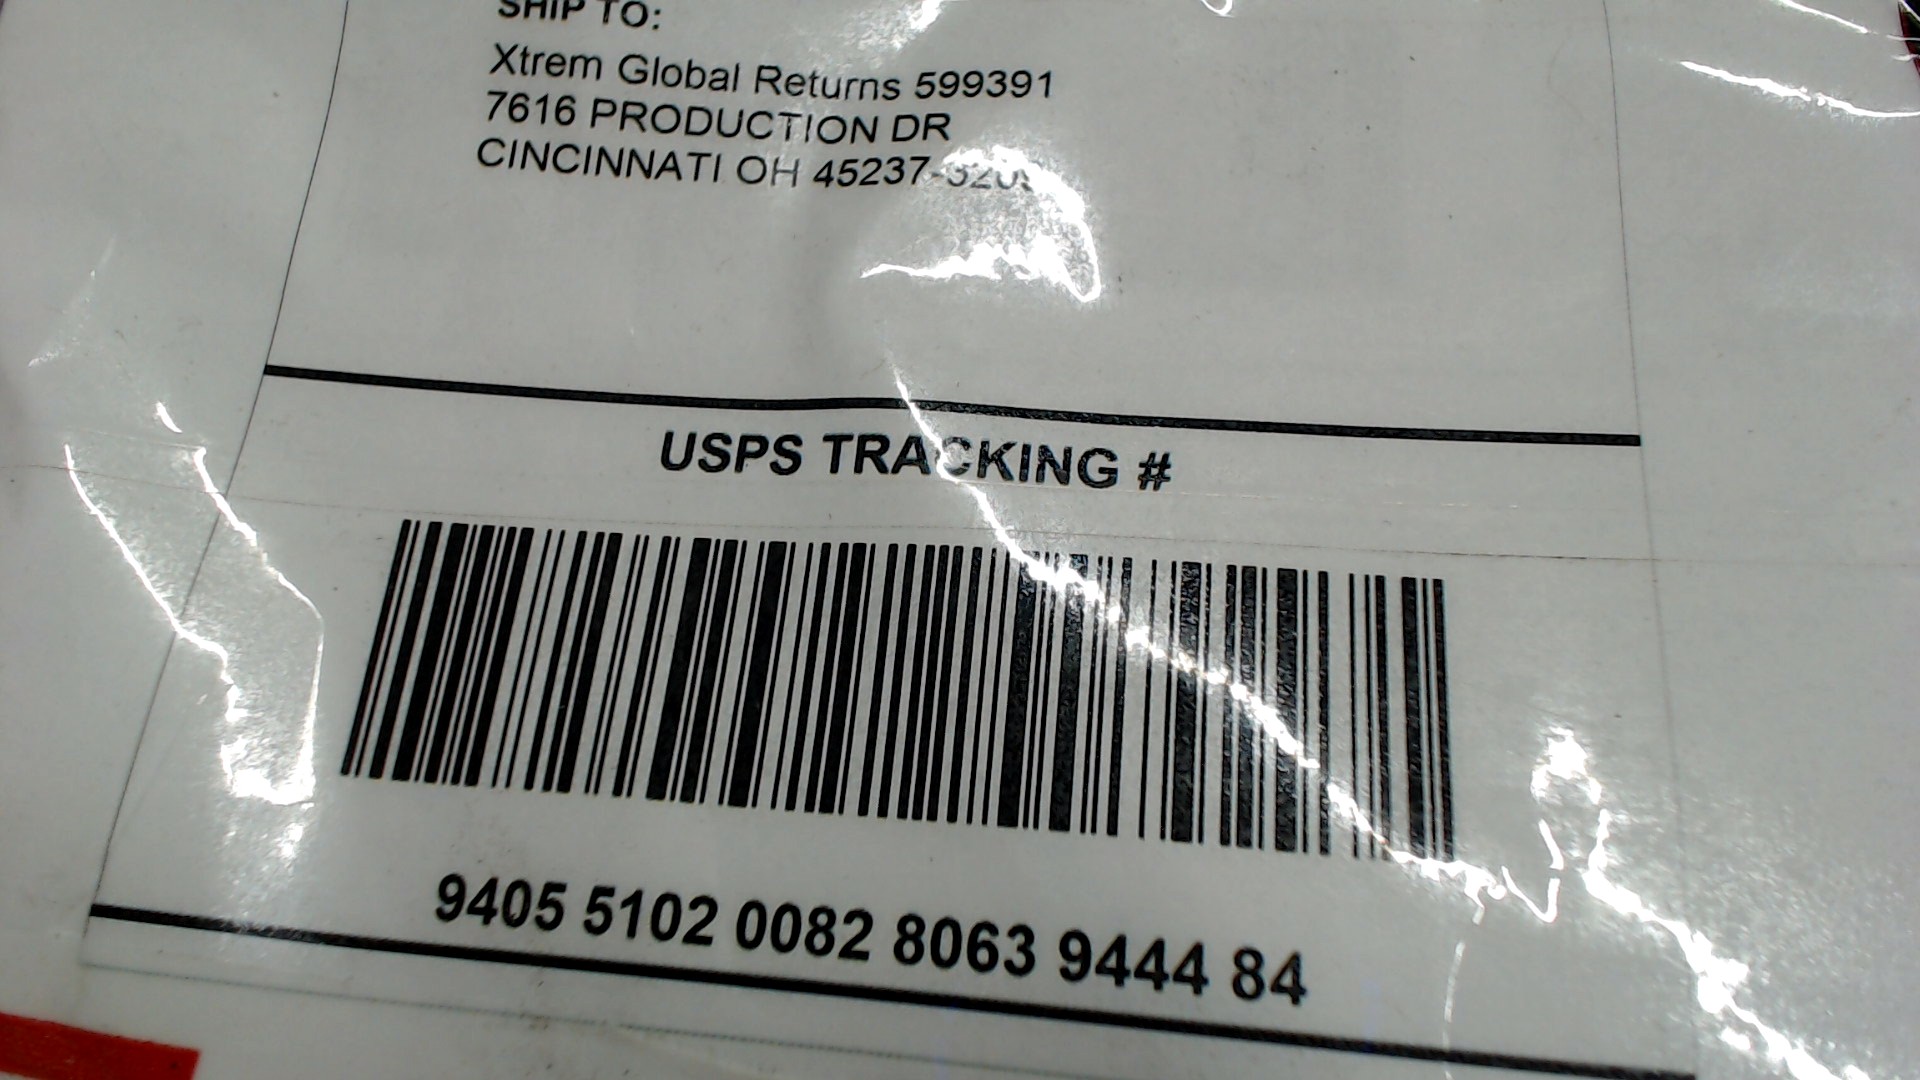 SHIP TO:
Xtrem Global Returns 599391
7616 PRODUCTION DR
CINCINNATI OH
USPS TRACKING #
9405 5102 0082 8063 9444 84